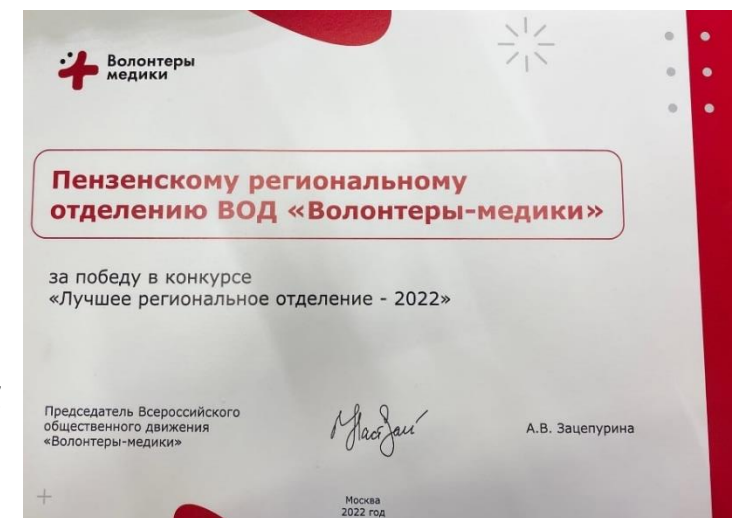 Волонтеры
медики
Пензенскому региональному
отделению ВОД «Волонтеры-медики»
за победу в конкурсе
«Лучшее региональное отделение - 2022»
Председатель Всероссийского
общественного движения
«Волонтеры-медики»
А.В. Зацепурина
Москва
2022 год